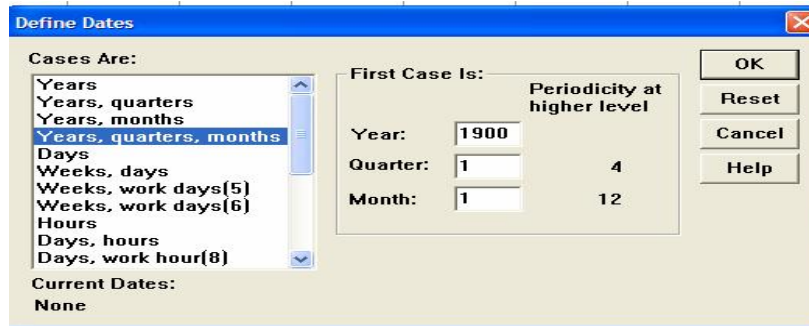 Define Dates
Cases Are:
Years
Years, quarters
Years, months
Years, quarters, months
Days
Weeks, days
Weeks, work days(5)
Weeks, work days(6)
Hours
Days, hours
Days, work hour(8)
Current Dates:
None
First Case Is:
Periodicity at
higher level
Year: 1900
Quarter: 1 4
Month: 1 12
OK
Reset
Cancel
Help